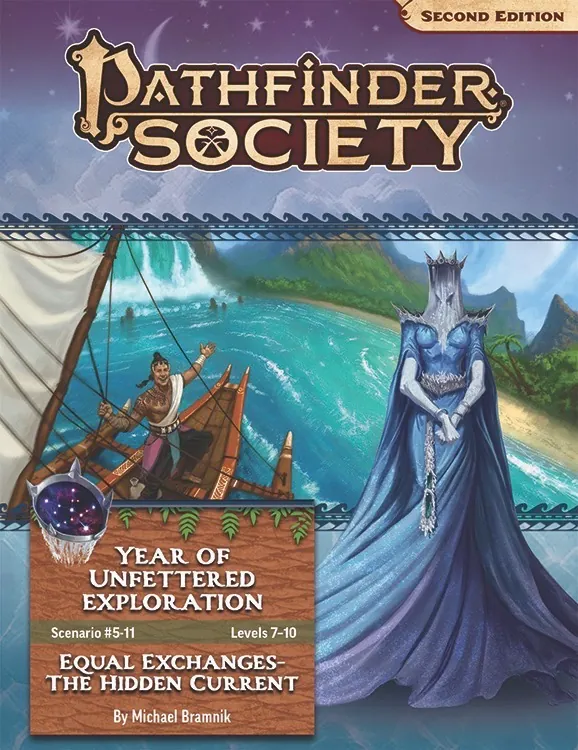 SECOND EDITION
PATHFINDER®
SOCIETY
YEAR OF
UNFETTERED
EXPLORATION
Scenario #5-11 Levels 7–10
EQUAL EXCHANGES-
THE HIDDEN CURRENT
By Michael Bramnik